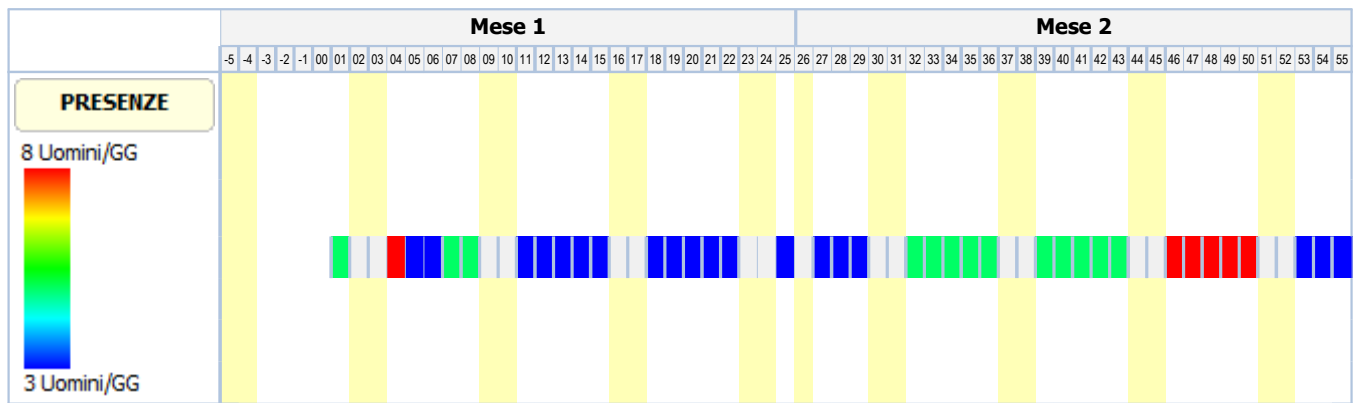 Mese 1 Mese 2
-5 -4 -3 -2 -1 00 01 02 03 04 05 06 07 08 09 10 11 12 13 14 15 16 17 18 19 20 21 22 23 24 25 26 27 28 29 30 31 32 33 34 35 36 37 38 39 40 41 42 43 44 45 46 47 48 49 50 51 52 53 54 55
PRESENZE
8 Uomini/GG
3 Uomini/GG